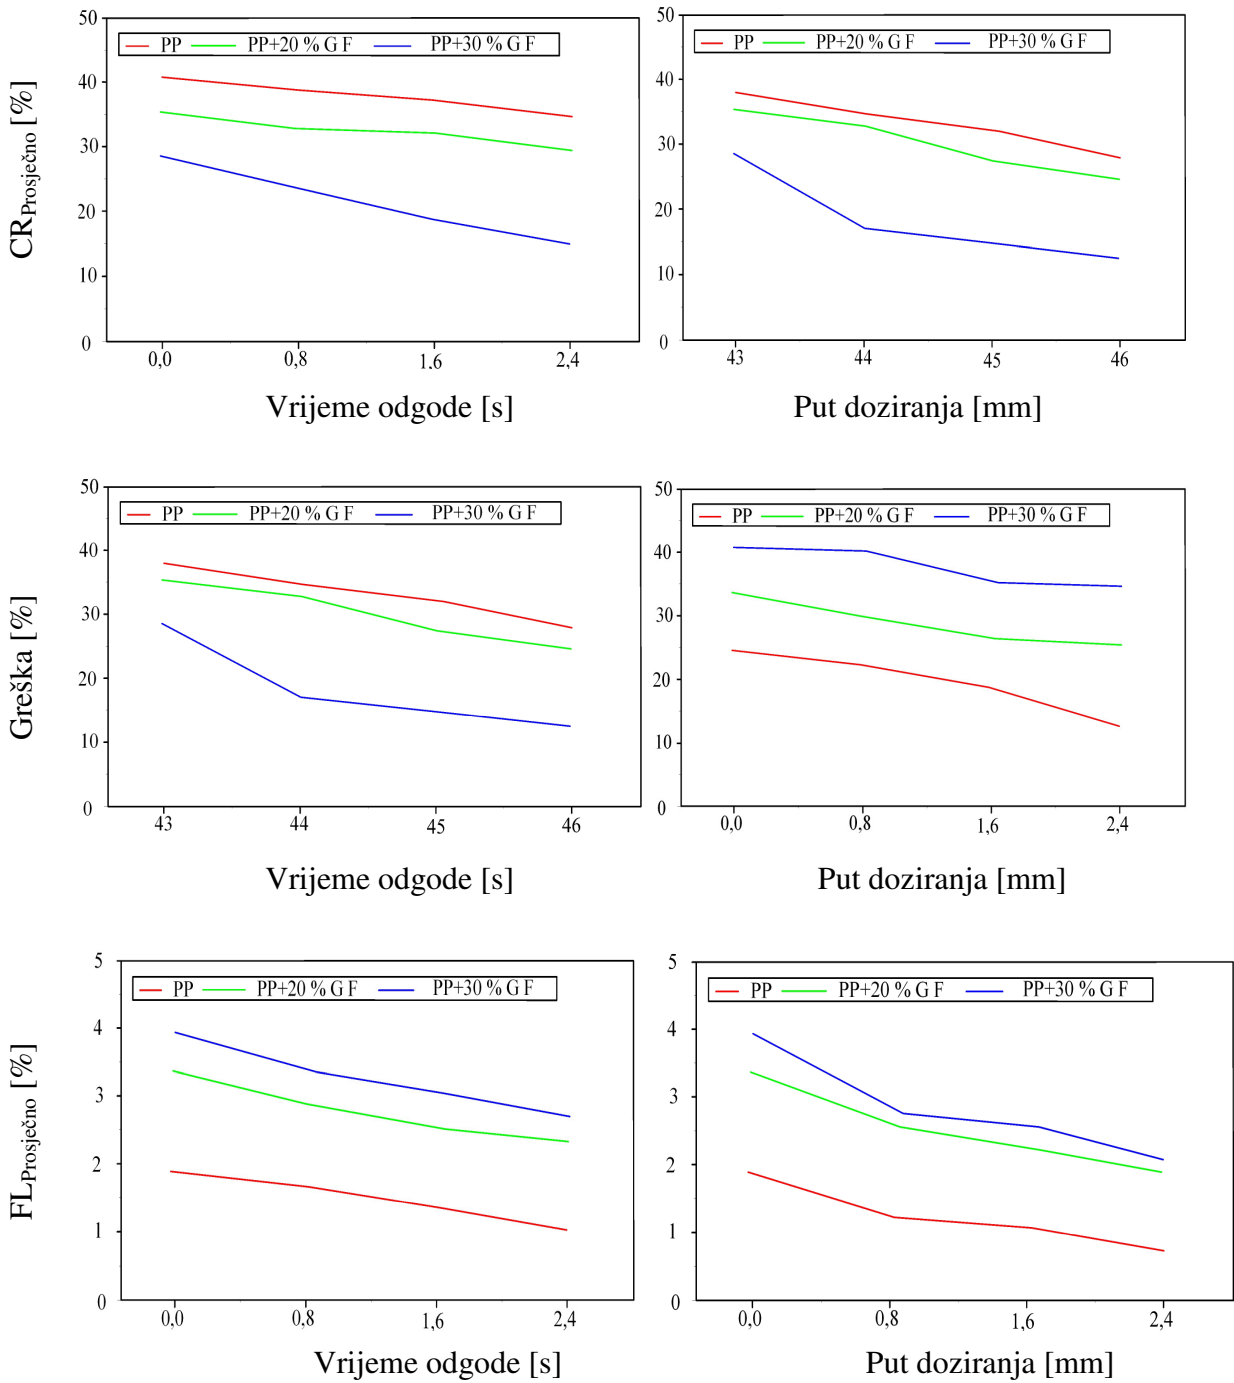 50
40
30
20
10
0
PP PP+20 % G F PP+30 % G F
0,0 0,8 1.6 2,4
CR Prosječno [%]
Vrijeme odgode [s]
50
40
30
20
10
0
PP PP+20 % G F PP+30 % G F
43 44 45 46
Put doziranja [mm]
50
40
30
20
10
0
PP PP+20 % G F PP+30 % G F
43 44 45 46
Greška [%]
Vrijeme odgode [s]
50
40
30
20
10
0
PP PP+20 % G F PP+30 % G F
0,0 0,8 1,6 2,4
Put doziranja [mm]
5
4
3
2
1
0
PP PP+20 % G F PP+30 % G F
0,0 0,8 1,6 2,4
FL Prosječno [%]
Vrijeme odgode [s]
5
4
3
2
1
0
PP PP+20 % G F PP+30 % G F
0,0 0,8 1,6 2,4
Put doziranja [mm]